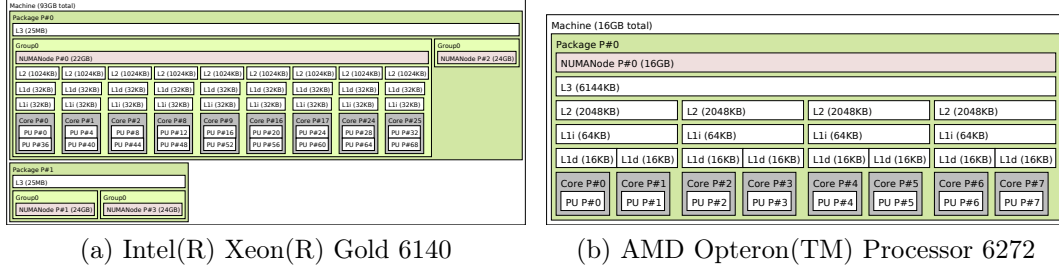 Machine (93GB total)
Package P#0
L3 (25MB)
Group0
NUMANode P#0 (22GB)
L2 (1024KB) L2 (1024KB) L2 (1024KB) L2 (1024KB) L2 (1024KB) L2 (1024KB) L2 (1024KB) L2 (1024KB) L2 (1024KB)
L1d (32KB) L1d (32KB) L1d (32KB) L1d (32KB) L1d (32KB) L1d (32KB) L1d (32KB) L1d (32KB) L1d (32KB)
L1i (32KB) L1i (32KB) L1i (32KB) L1i (32KB) L1i (32KB) L1i (32KB) L1i (32KB) L1i (32KB) L1i (32KB)
Core P#0 Core P#1 Core P#2 Core P#8 Core P#9 Core P#16 Core P#17 Core P#24 Core P#25
PU P#0 PU P#4 PU P#8 PU P#12 PU P#16 PU P#20 PU P#24 PU P#28 PU P#32
PU P#36 PU P#40 PU P#44 PU P#48 PU P#52 PU P#56 PU P#60 PU P#64 PU P#68
Group0
NUMANode P#2 (24GB)
Package P#1
L3 (25MB)
Group0 Group0
NUMANode P#1 (24GB) NUMANode P#3 (24GB)
(a) Intel(R) Xeon(R) Gold 6140
Machine (16GB total)
Package P#0
NUMANode P#0 (16GB)
L3 (6144KB)
L2 (2048KB) L2 (2048KB) L2 (2048KB) L2 (2048KB)
L1i (64KB) L1i (64KB) L1i (64KB) L1i (64KB)
L1d (16KB) L1d (16KB) L1d (16KB) L1d (16KB) L1d (16KB) L1d (16KB) L1d (16KB) L1d (16KB)
Core P#0 Core P#1 Core P#2 Core P#3 Core P#4 Core P#5 Core P#6 Core P#7
PU P#0 PU P#1 PU P#2 PU P#3 PU P#4 PU P#5 PU P#6 PU P#7
(b) AMD Opteron(TM) Processor 6272